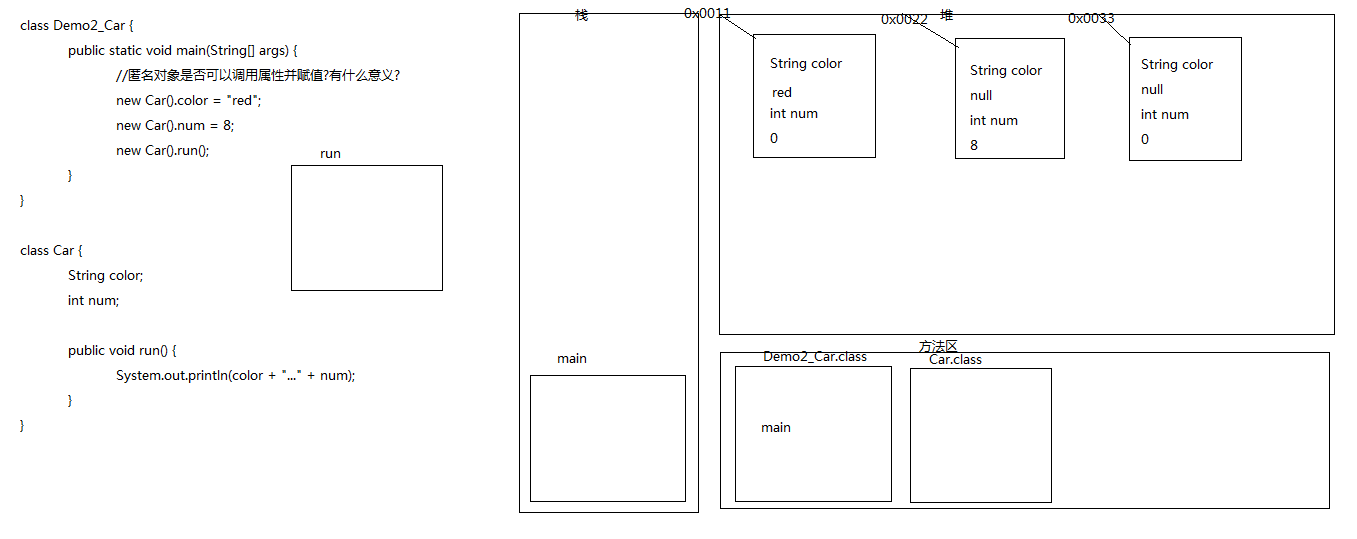 class Demo2_Car {
public static void main(String[] args) {
//匿名对象是否可以调用属性并赋值?有什么意义?
new Car().color = "red";
new Car().num = 8;
new Car().run();
}
}
class Car {
String color;
int num;
public void run() {
System.out.println(color + "..." + num);
}
}
run
栈
main
堆
0x0011
String color
red
int num
0
0x0022
String color
null
int num
8
0x0033
String color
null
int num
0
方法区
Demo2_Car.class
main
Car.class